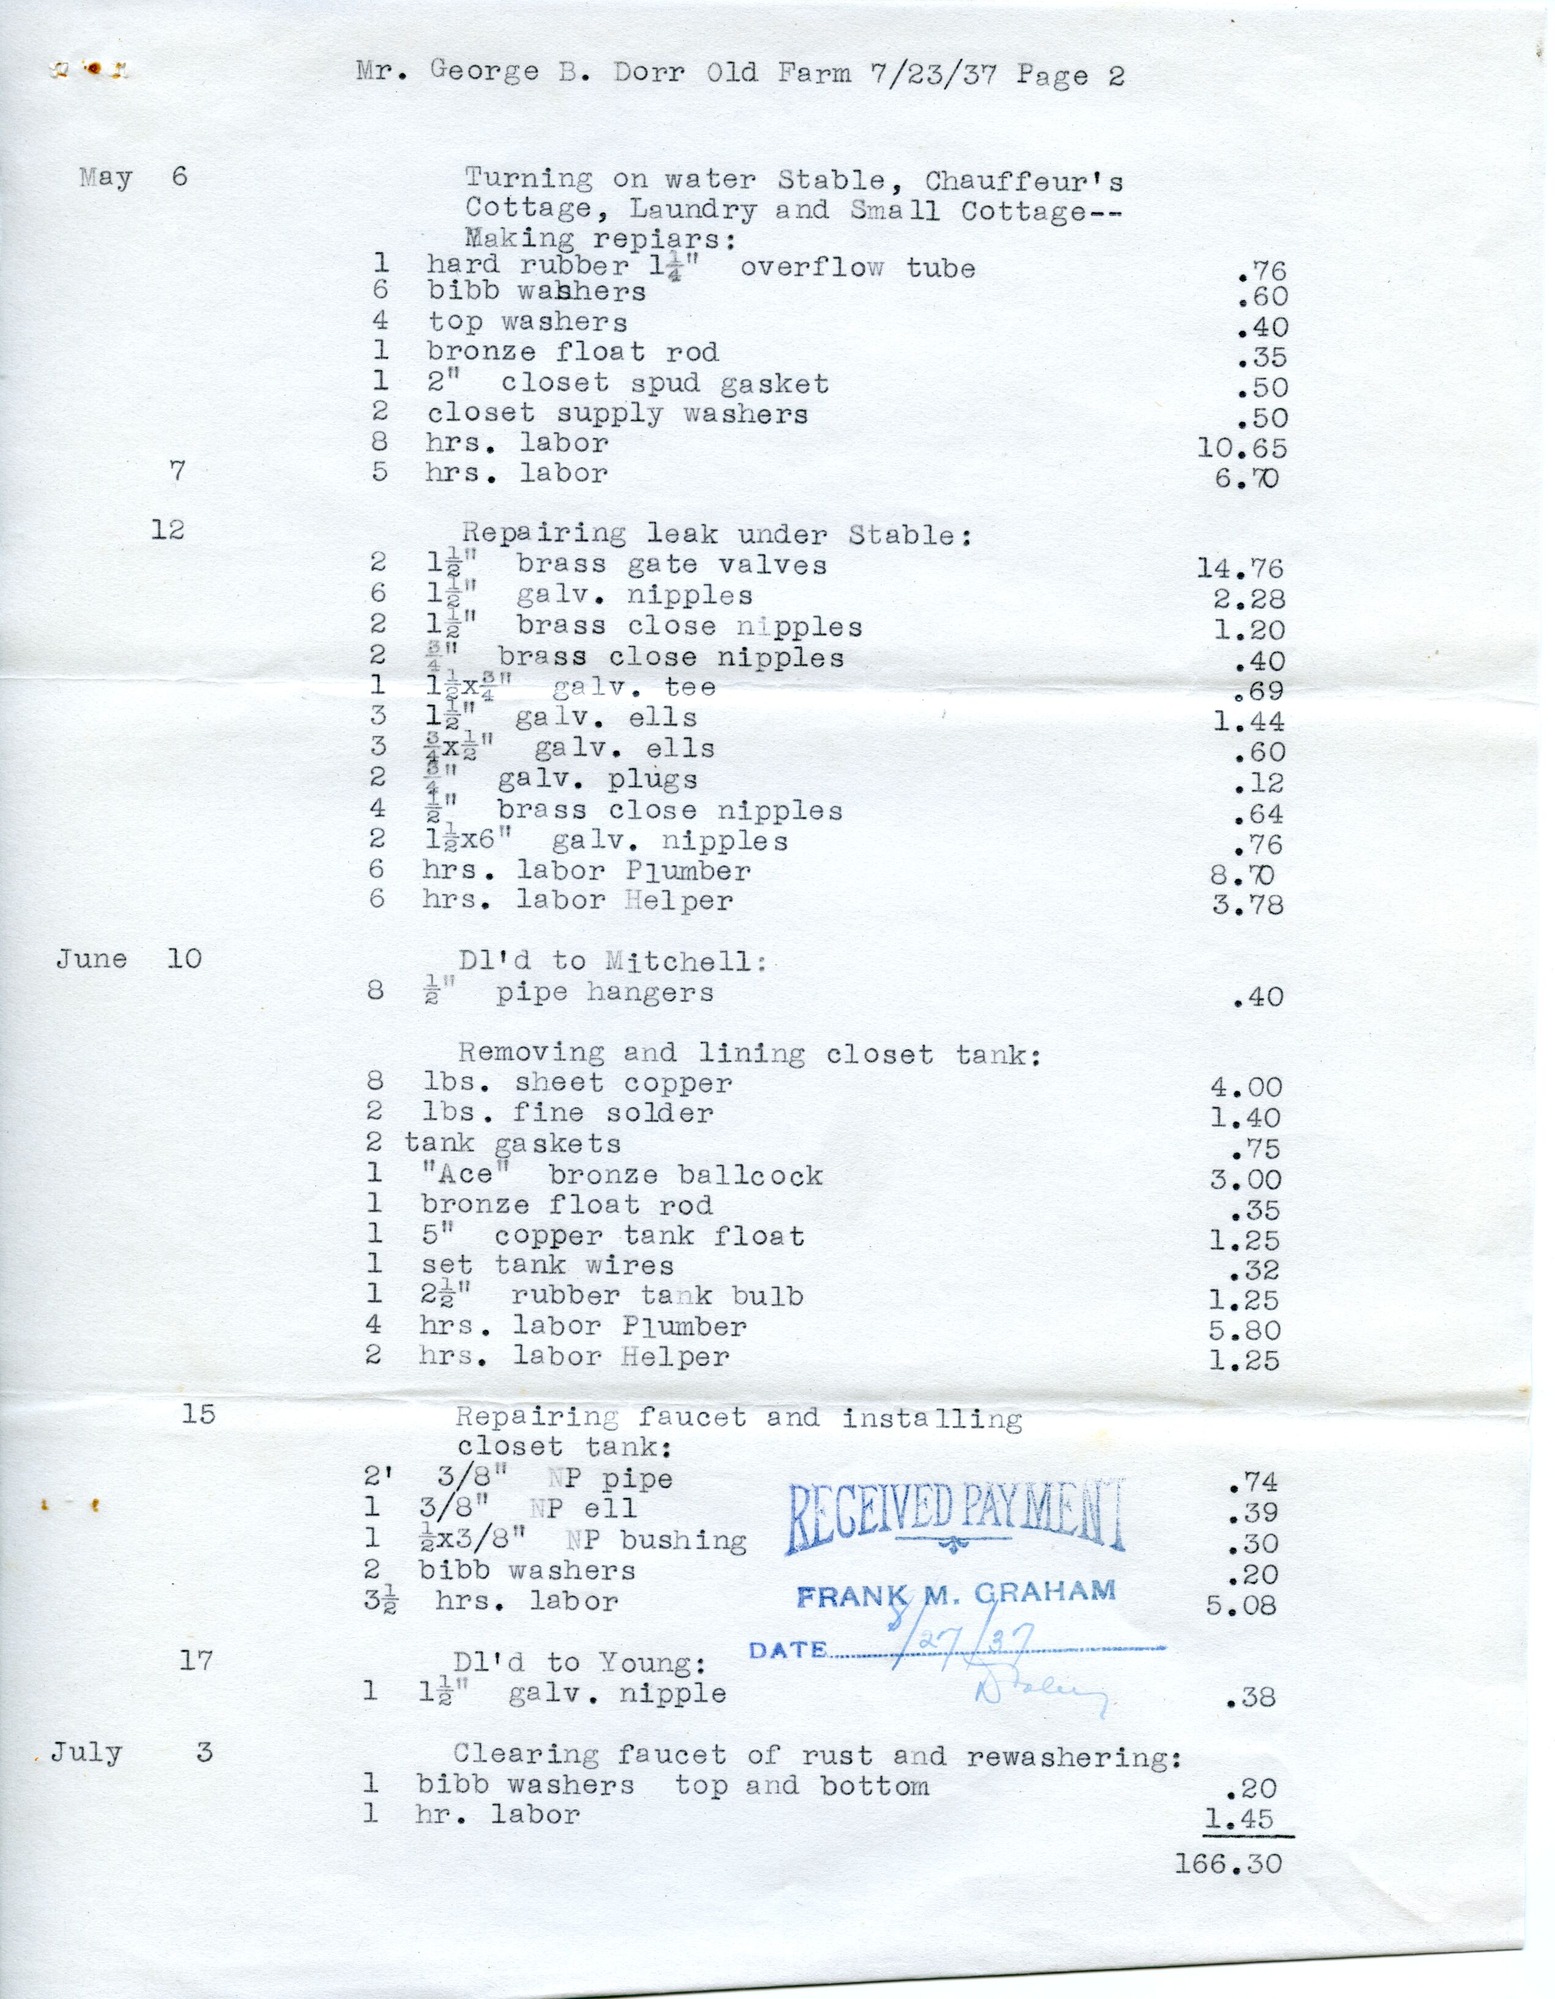 Mr. George B. Dorr Old Farm 7/23/37 Page 2
May 6 Turning on water Stable, Chauffeur's
Cottage, Laundry and Small Cottage--
Making repiars:
1 hard rubber 1¼" overflow tube .76
6 bibb washers .60
4 top washers .40
1 bronze float rod .35
1 2" closet spud gasket .50
2 closet supply washers .50
8 hrs. labor 10.65
7 5 hrs. labor 6.70
12 Repairing leak under Stable:
2 1½" brass gate valves 14.76
6 1½" galv. nipples 2.28
2 1½" brass close nipples 1.20
2 ¾" brass close nipples .40
1 1½x¾" galv. tee .69
3 1½" galv. ells 1.44
3 ¾x½" galv. ells .60
2 ¾" galv. plugs .12
4 ½" brass close nipples .64
2 1½x6" galv. nipples .76
6 hrs. labor Plumber 8.70
6 hrs. labor Helper 3.78
June 10 Dl'd to Mitchell:
8 ½" pipe hangers .40
Removing and lining closet tank:
8 lbs. sheet copper 4.00
2 lbs. fine solder 1.40
2 tank gaskets .75
1 "Ace" bronze ballcock 3.00
1 bronze float rod .35
1 5" copper tank float 1.25
1 set tank wires .32
1 2½" rubber tank bulb 1.25
4 hrs. labor Plumber 5.80
2 hrs. labor Helper 1.25
15 Repairing faucet and installing
closet tank:
2' 3/8" NP pipe .74
1 3/8" NP ell .39
1 ½x3/8" NP bushing .30
2 bibb washers .20
3½ hrs. labor 5.08
RECEIVED PAYMENT
FRANK M. GRAHAM
DATE 8/27/37
17 Dl'd to Young:
1 1½" galv. nipple .38
July 3 Clearing faucet of rust and rewashering:
1 bibb washers top and bottom .20
1 hr. labor 1.45
166.30